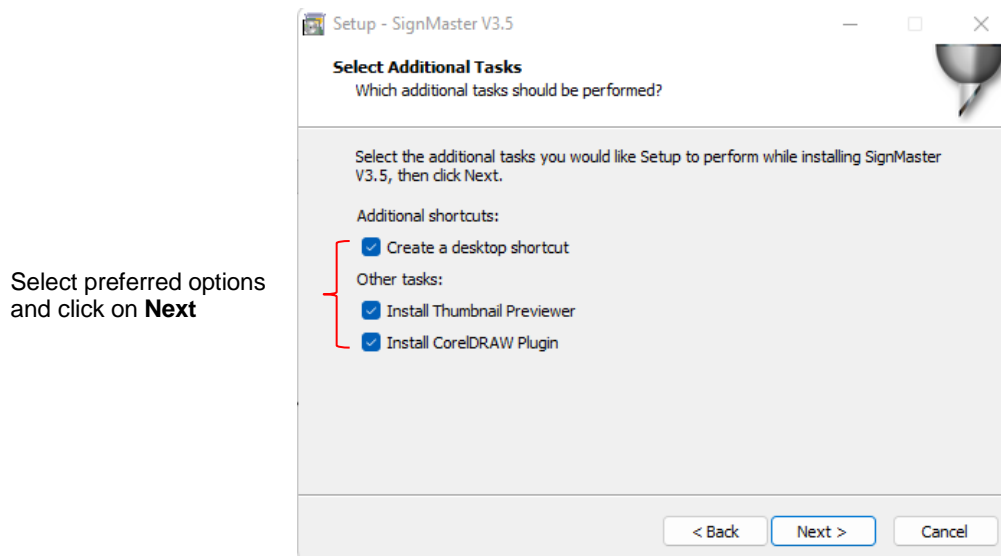 Setup - SignMaster V3.5
Select Additional Tasks
Which additional tasks should be performed?
Select the additional tasks you would like Setup to perform while installing SignMaster
V3.5, then click Next.
Additional shortcuts:
Create a desktop shortcut
Other tasks:
Install Thumbnail Previewer
Install CorelDRAW Plugin
Select preferred options
and click on Next
< Back
Next >
Cancel